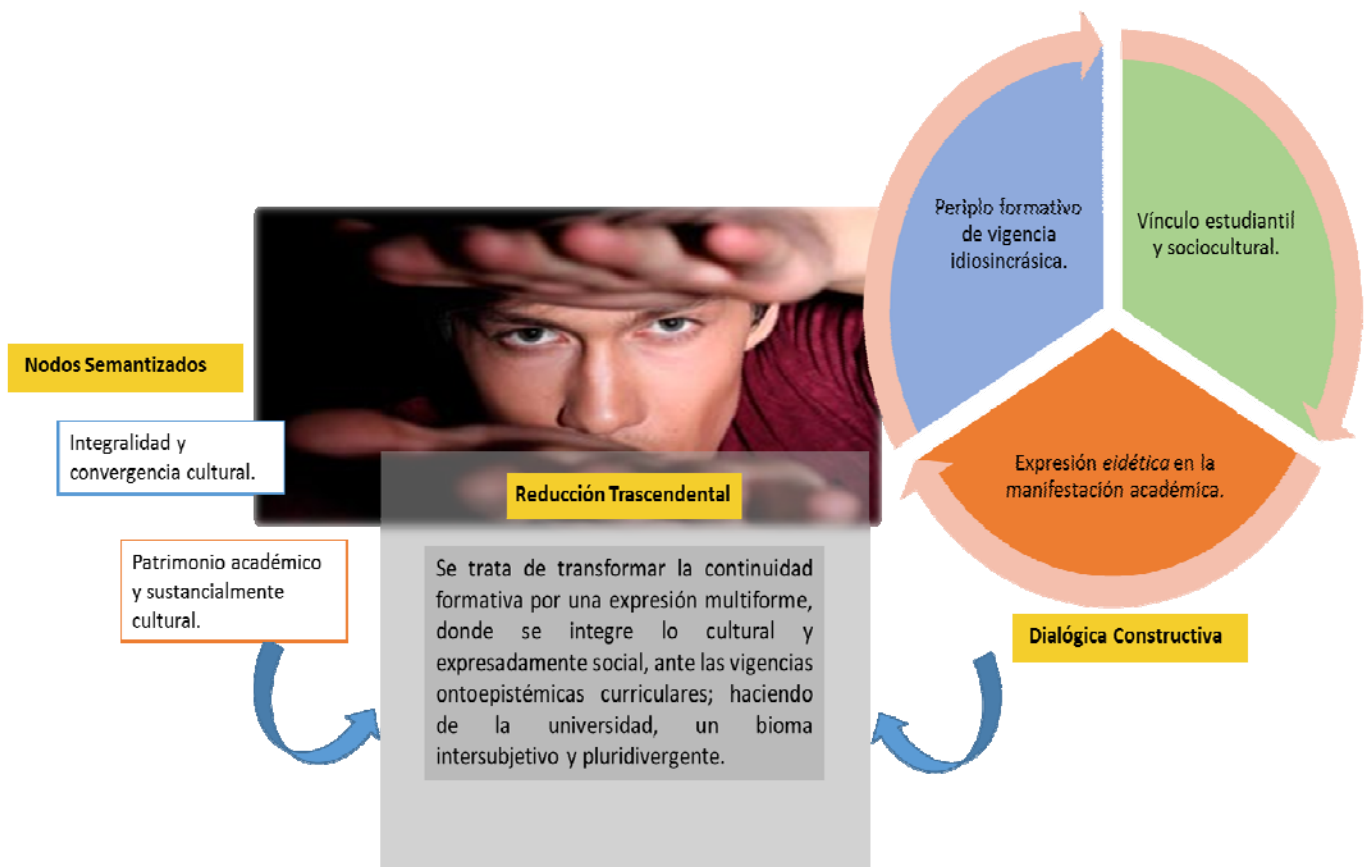 Nodos Semantizados
Integralidad y
convergencia cultural.
Patrimonio académico
y sustancialmente
cultural.
Reducción Trascendental
Se trata de transformar la continuidad
formativa por una expresión multiforme,
donde se integre lo cultural y
expresadamente social, ante las vigencias
ontoepistémicas curriculares; haciendo
de la universidad, un bioma
intersubjetivo y pluridivergente.
Periplo formativo
de vigencia
idiosincrásica.
Vínculo estudiantil
y sociocultural.
Expresión eidética en la
manifestación académica.
Dialógica Constructiva